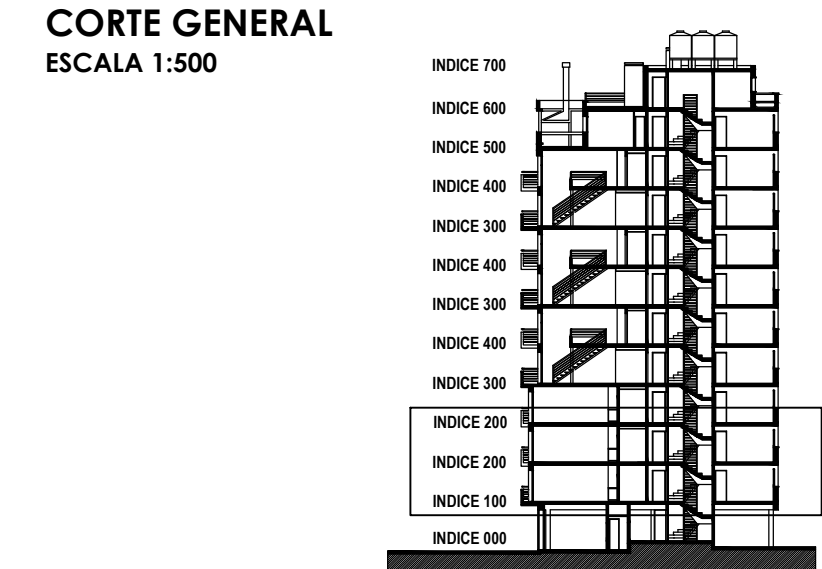 CORTE GENERAL
ESCALA 1:500
INDICE 700
INDICE 600
INDICE 500
INDICE 400
INDICE 300
INDICE 400
INDICE 300
INDICE 400
INDICE 300
INDICE 200
INDICE 200
INDICE 100
INDICE 000